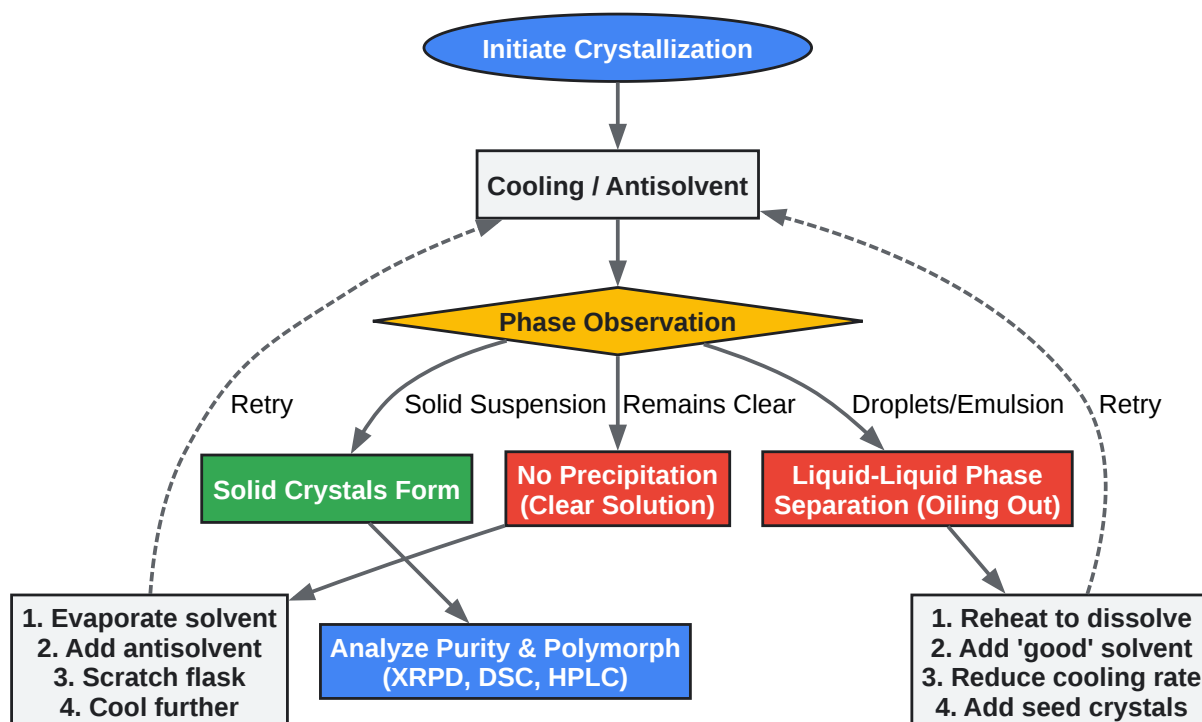 Initiate Crystallization
Cooling / Antisolvent
Phase Observation
Retry
Solid Suspension
Remains Clear
Droplets/Emulsion
Retry
Solid Crystals Form
No Precipitation
(Clear Solution)
Liquid-Liquid Phase
Separation (Oiling Out)
1. Evaporate solvent
2. Add antisolvent
3. Scratch flask
4. Cool further
Analyze Purity & Polymorph
(XRPD, DSC, HPLC)
1. Reheat to dissolve
2. Add 'good' solvent
3. Reduce cooling rate
4. Add seed crystals